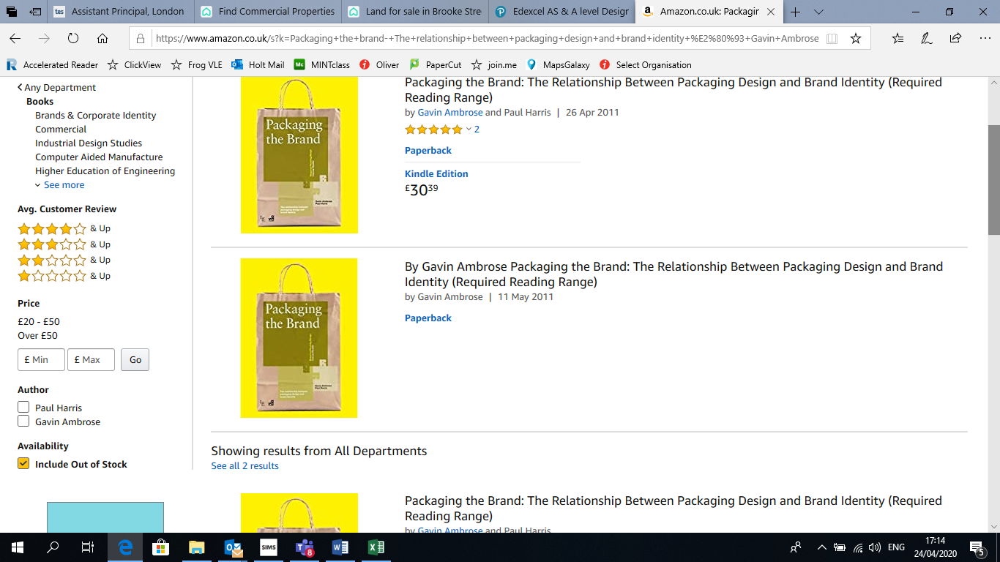 tes Assistant Principal, London
Find Commercial Properties
Land for sale in Brooke Stre
Edexcel AS & A level Design
Amazon.co.uk: Packagin
https://www.amazon.co.uk/s?k=Packaging+the+brand-+The+relationship+between+packaging+design+and+brand+identity+%E2%80%93+Gavin+Ambrose
Accelerated Reader
ClickView
Frog VLE
Holt Mail
Mc MINTclass
Oliver
PaperCut
join.me
MapsGalaxy
Select Organisation
Any Department
Books
Brands & Corporate Identity
Commercial
Industrial Design Studies
Computer Aided Manufacture
Higher Education of Engineering
See more
Avg. Customer Review
& Up
& Up
& Up
& Up
Price
£20 - £50
Over £50
£ Min
£ Max
Go
Author
Paul Harris
Gavin Ambrose
Availability
Include Out of Stock
Packaging
the Brand
Packaging the Brand: The Relationship Between Packaging Design and Brand Identity (Required
Reading Range)
by Gavin Ambrose and Paul Harris | 26 Apr 2011
2
Paperback
Kindle Edition
£3039
Packaging
the Brand
By Gavin Ambrose Packaging the Brand: The Relationship Between Packaging Design and Brand
Identity (Required Reading Range)
by Gavin Ambrose | 11 May 2011
Paperback
Showing results from All Departments
See all 2 results
Packaging the Brand: The Relationship Between Packaging Design and Brand Identity (Required
Reading Range)
by Gavin Ambrose and Paul Harris
SIMS
8
ENG
17:14
24/04/2020
5